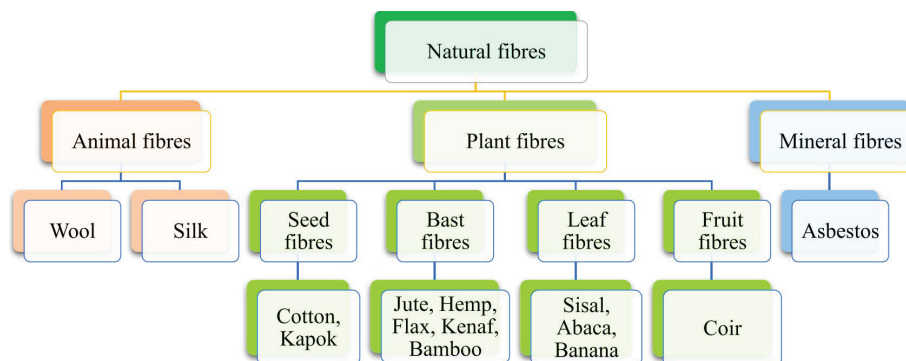 Natural fibres
Animal fibres
Plant fibres
Mineral fibres
Wool
Silk
Seed
fibres
Bast
fibres
Leaf
fibres
Fruit
fibres
Asbestos
Cotton,
Kapok
Jute, Hemp,
Flax, Kenaf,
Bamboo
Sisal,
Abaca,
Banana
Coir